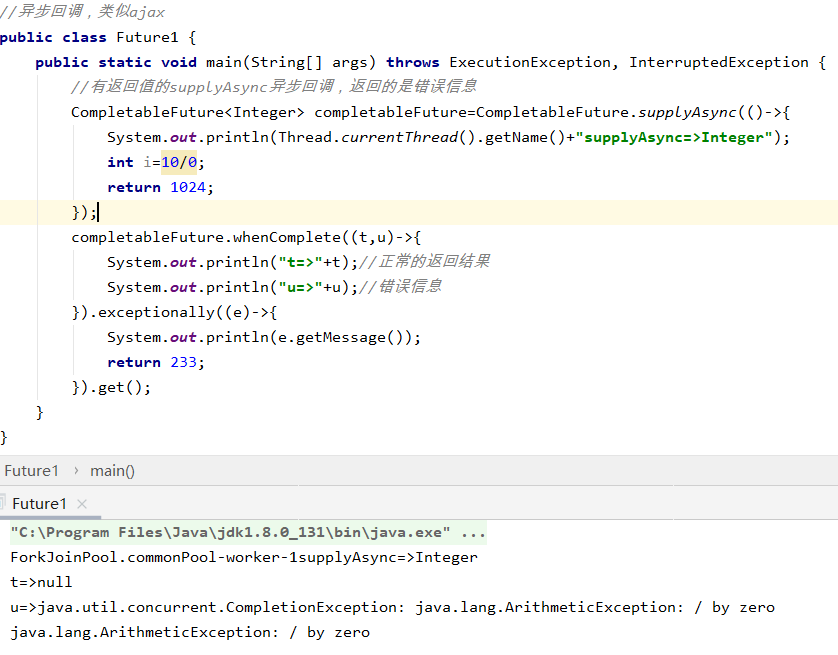 //异步回调，类似ajax
public class Future1 {
    public static void main(String[] args) throws ExecutionException, InterruptedException {
        //有返回值的supplyAsync异步回调，返回的是错误信息
        CompletableFuture<Integer> completableFuture=CompletableFuture.supplyAsync(()->{
            System.out.println(Thread.currentThread().getName()+"supplyAsync=>Integer");
            int i=10/0;
            return 1024;
        });
        completableFuture.whenComplete((t,u)->{
            System.out.println("t=>"+t);//正常的返回结果
            System.out.println("u=>"+u);//错误信息
        }).exceptionally((e)->{
            System.out.println(e.getMessage());
            return 233;
        }).get();
    }
}
Future1 › main()
Future1 ×
"C:\Program Files\Java\jdk1.8.0_131\bin\java.exe" ...
ForkJoinPool.commonPool-worker-1supplyAsync=>Integer
t=>null
u=>java.util.concurrent.CompletionException: java.lang.ArithmeticException: / by zero
java.lang.ArithmeticException: / by zero